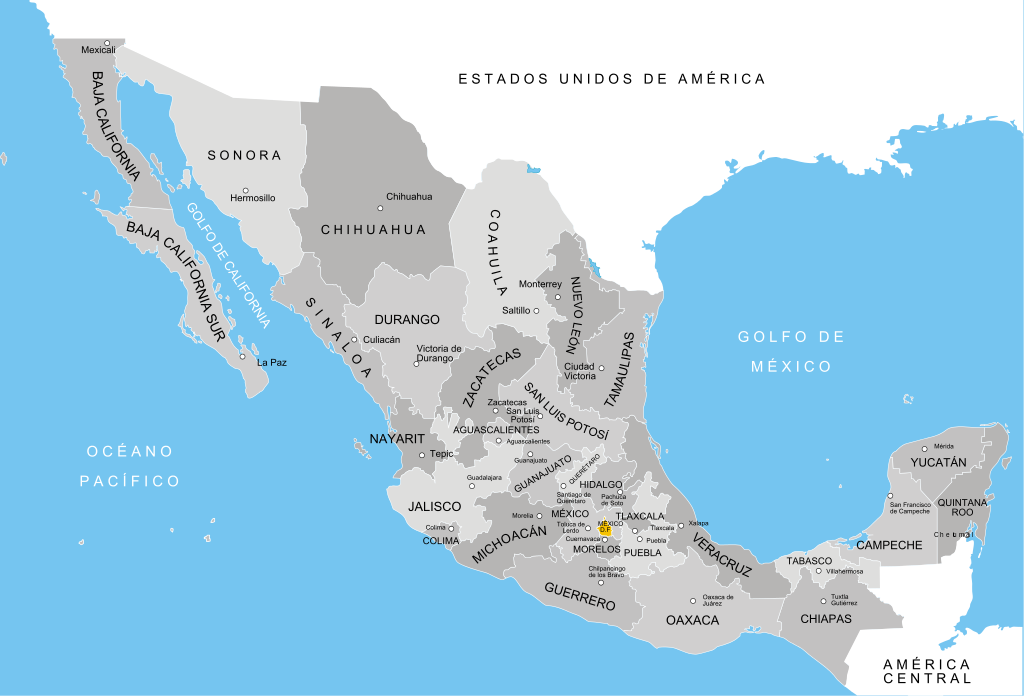 Mexicali
ESTADOS UNIDOS DE AMÉRICA
BAJA CALIFORNIA
SONORA
Hermosillo
Chihuahua
CHIHUAHUA
COAHUILA
GOLFO DE CALIFORNIA
BAJA CALIFORNIA SUR
La Paz
SINALOA
Culiacán
DURANGO
Victoria de
Durango
Monterrey
Saltillo
NUEVO LEÓN
Ciudad
Victoria
TAMAULIPAS
GOLFO DE
MÉXICO
ZACATECAS
Zacatecas
SAN LUIS POTOSÍ
San Luis
Potosí
AGUASCALIENTES
Aguascalientes
NAYARIT
Tepic
OCÉANO
PACÍFICO
Guadalajara
JALISCO
Guanajuato
GUANAJUATO
QUERÉTARO
Santiago de
Querétaro
HIDALGO
Pachuca
de Soto
Colima
COLIMA
Morelia
MICHOACÁN
MÉXICO
Toluca de
Lerdo
MÉXICO
D.F.
TLAXCALA
Tlaxcala
Xalapa
Cuernavaca
MORELOS
Puebla
PUEBLA
VERACRUZ
Chilpancingo
de los Bravo
GUERRERO
Oaxaca de
Juárez
OAXACA
TABASCO
Villahermosa
Tuxtla
Gutiérrez
CHIAPAS
Mérida
YUCATÁN
San Francisco
de Campeche
CAMPECHE
QUINTANA
ROO
Chetumal
AMÉRICA
CENTRAL